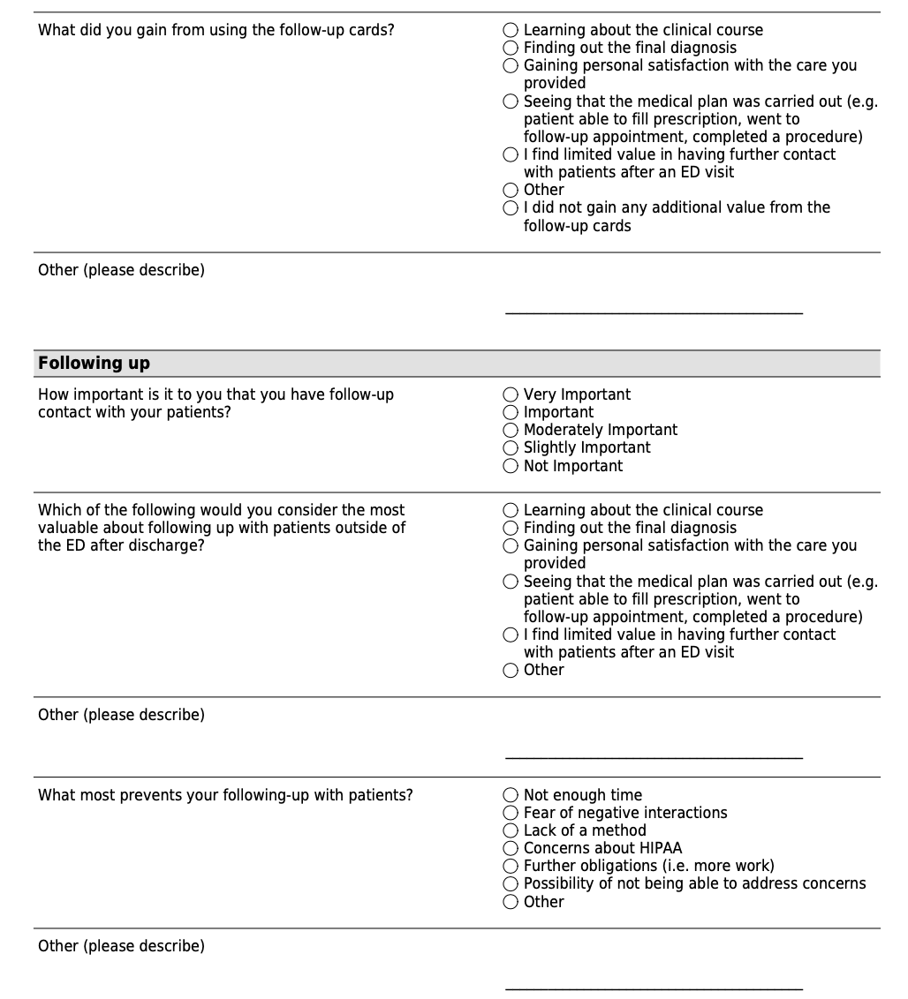 What did you gain from using the follow-up cards?
Learning about the clinical course
Finding out the final diagnosis
Gaining personal satisfaction with the care you
provided
Seeing that the medical plan was carried out (e.g.
patient able to fill prescription, went to
follow-up appointment, completed a procedure)
I find limited value in having further contact
with patients after an ED visit
Other
I did not gain any additional value from the
follow-up cards
Other (please describe)
Following up
How important is it to you that you have follow-up
contact with your patients?
Very Important
Important
Moderately Important
Slightly Important
Not Important
Which of the following would you consider the most
valuable about following up with patients outside of
the ED after discharge?
Learning about the clinical course
Finding out the final diagnosis
Gaining personal satisfaction with the care you
provided
Seeing that the medical plan was carried out (e.g.
patient able to fill prescription, went to
follow-up appointment, completed a procedure)
I find limited value in having further contact
with patients after an ED visit
Other
Other (please describe)
What most prevents your following-up with patients?
Not enough time
Fear of negative interactions
Lack of a method
Concerns about HIPAA
Further obligations (i.e. more work)
Possibility of not being able to address concerns
Other
Other (please describe)